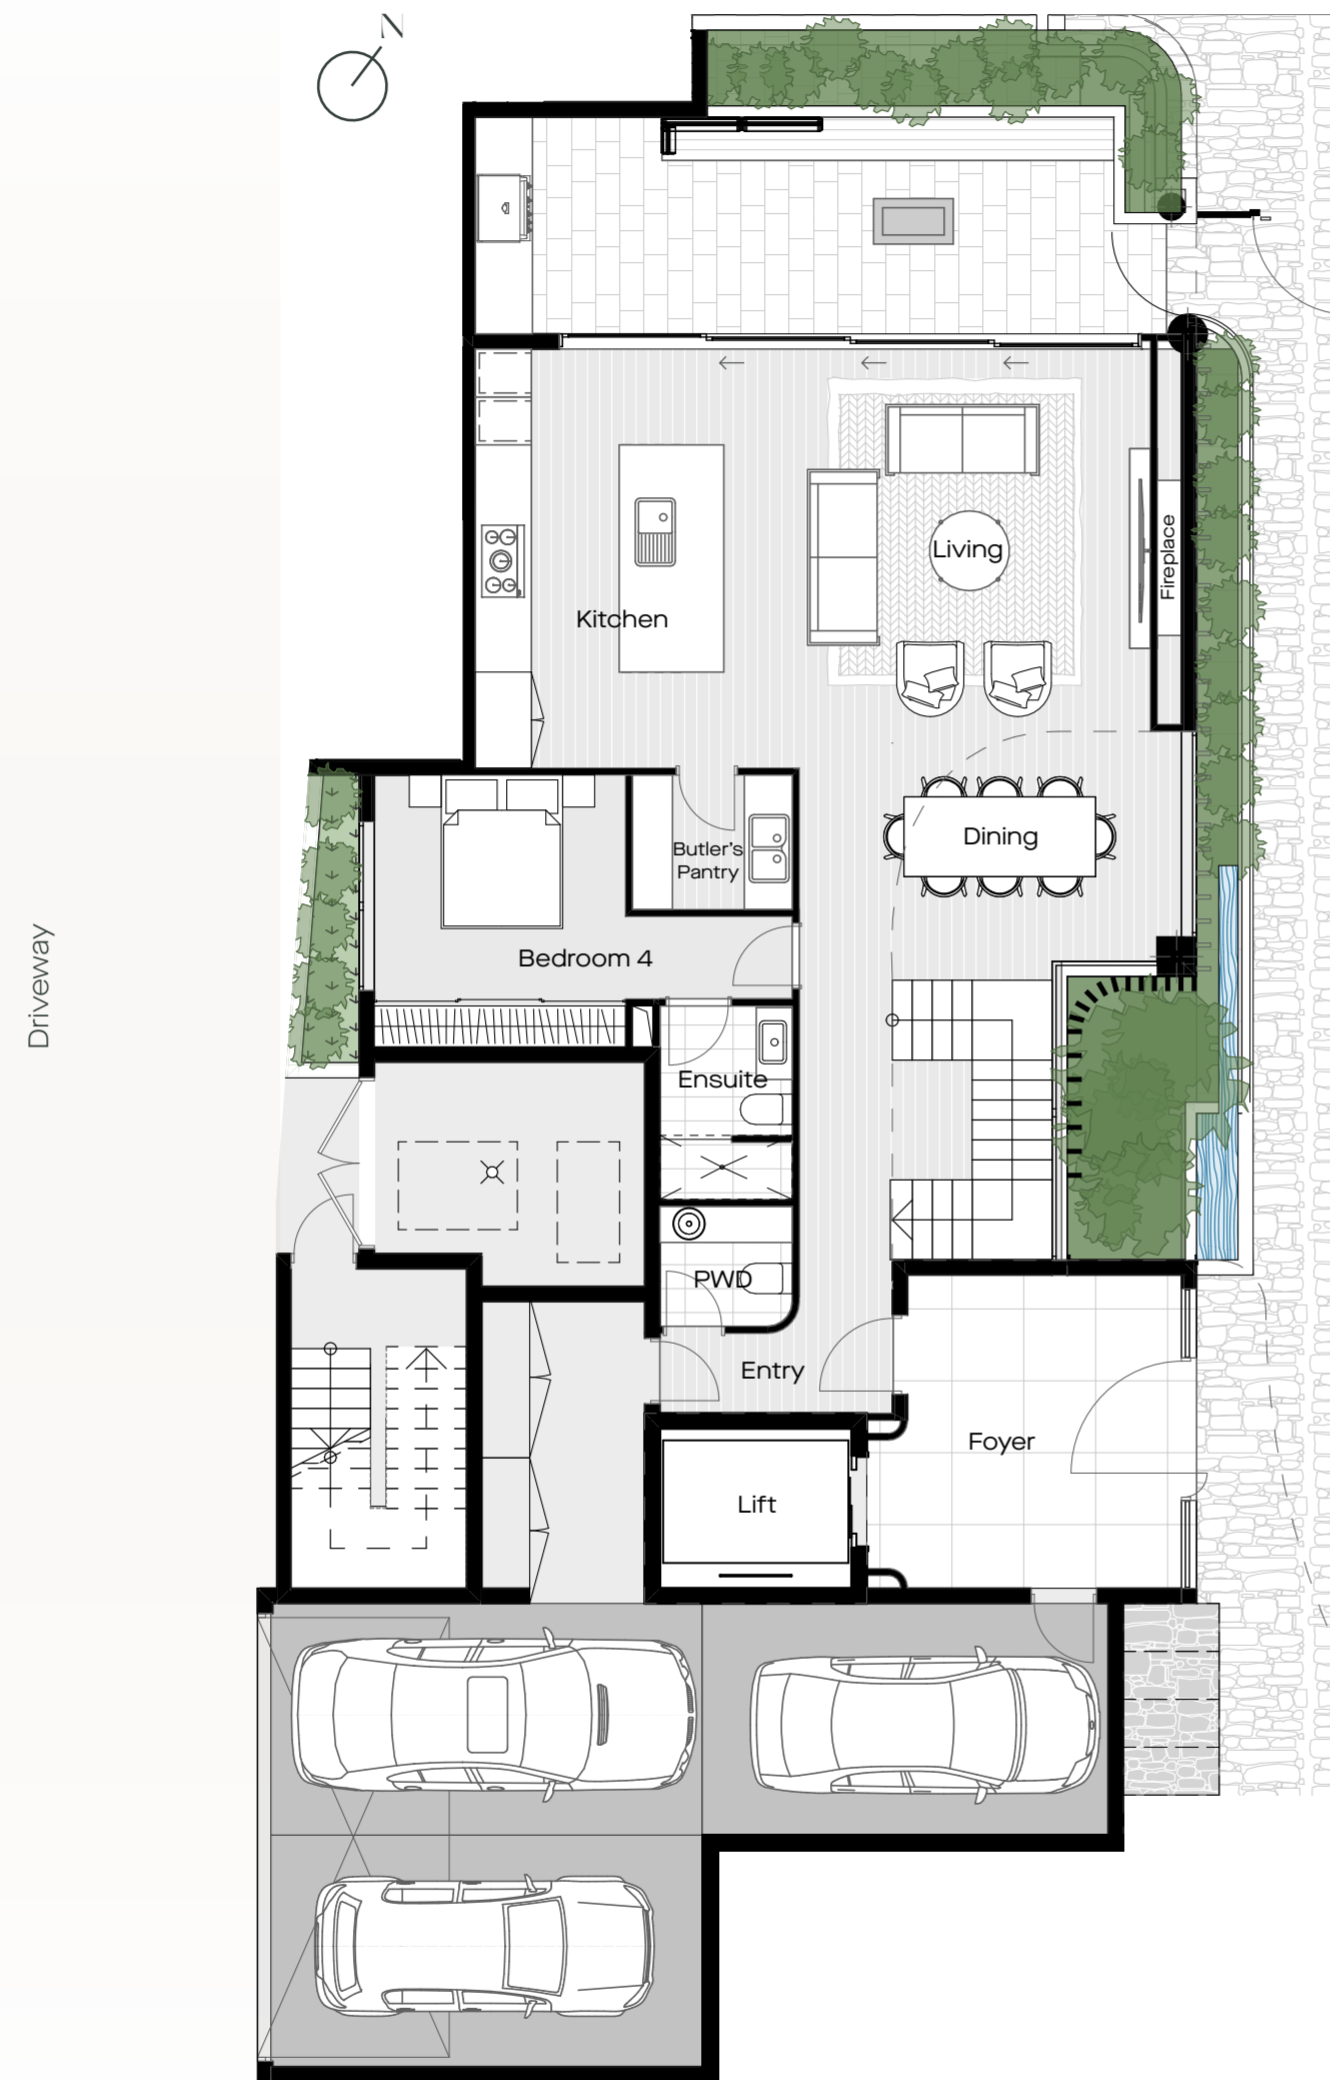 N
Living
Fireplace
Kitchen
Dining
Butler's
Pantry
Bedroom 4
Driveway
Ensuite
PWD
Entry
Foyer
Lift